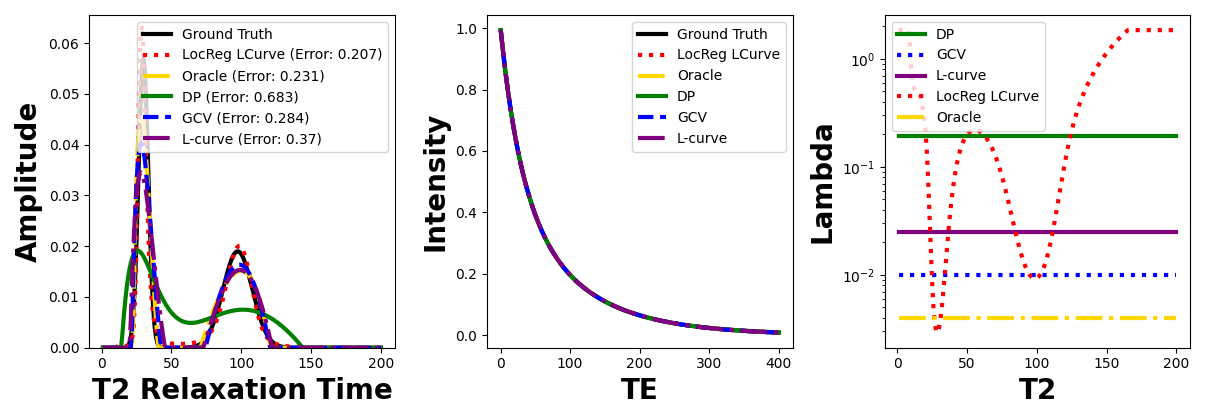 Amplitude
0.06
0.05
0.04
0.03
0.02
0.01
0.00
Ground Truth
LocReg LCurve (Error: 0.207)
Oracle (Error: 0.231)
DP (Error: 0.683)
GCV (Error: 0.284)
L-curve (Error: 0.37)
0 50 100 150 200
T2 Relaxation Time
Intensity
1.0
0.8
0.6
0.4
0.2
0.0
Ground Truth
LocReg LCurve
Oracle
DP
GCV
L-curve
0 100 200 300 400
TE
Lambda
10⁰
10⁻¹
10⁻²
DP
GCV
L-curve
LocReg LCurve
Oracle
0 50 100 150 200
T2